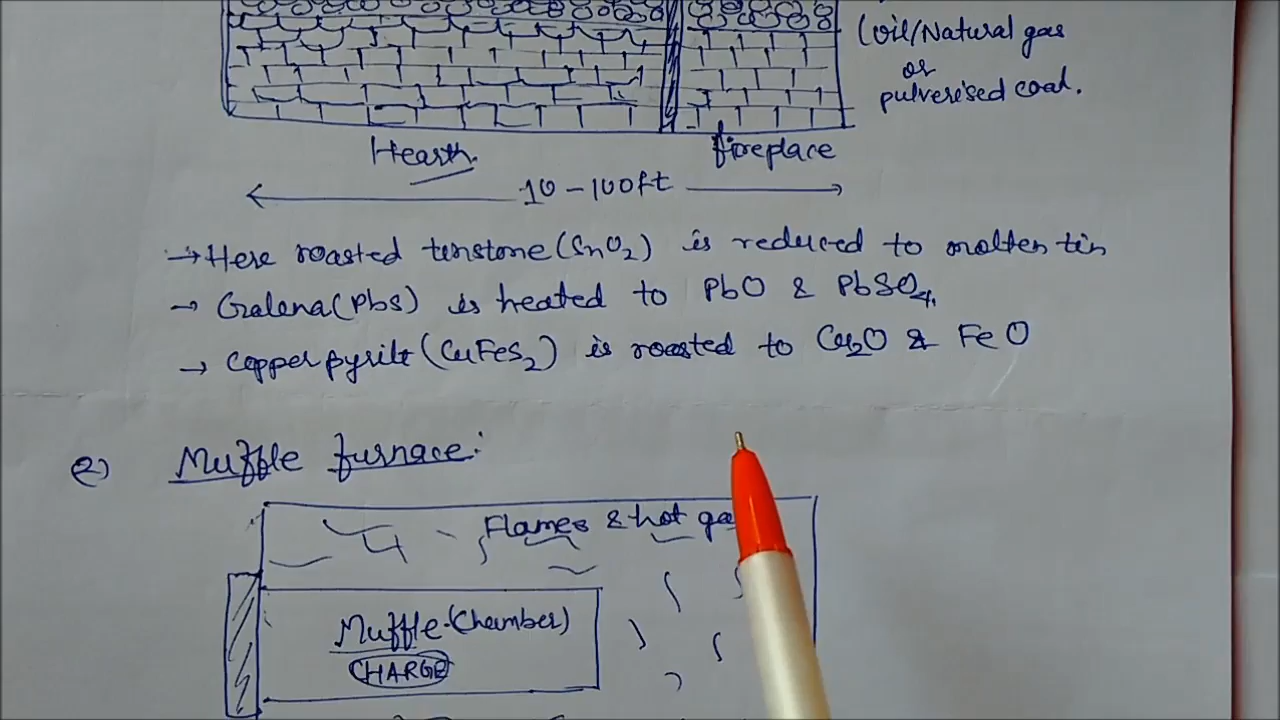 (oil/Natural gas
or
pulverised coal.
Hearth
fireplace
10-100ft
→ Here roasted tinstone (SnO₂) is reduced to molten tin
→ Galena (Pbs) is heated to PbO & PbSO₄,
→ Copper pyrite (CuFeS₂) is roasted to Cu₂O & FeO
e) Muffle furnace:
Flames & hot ga
Muffle (Chamber)
CHARGE